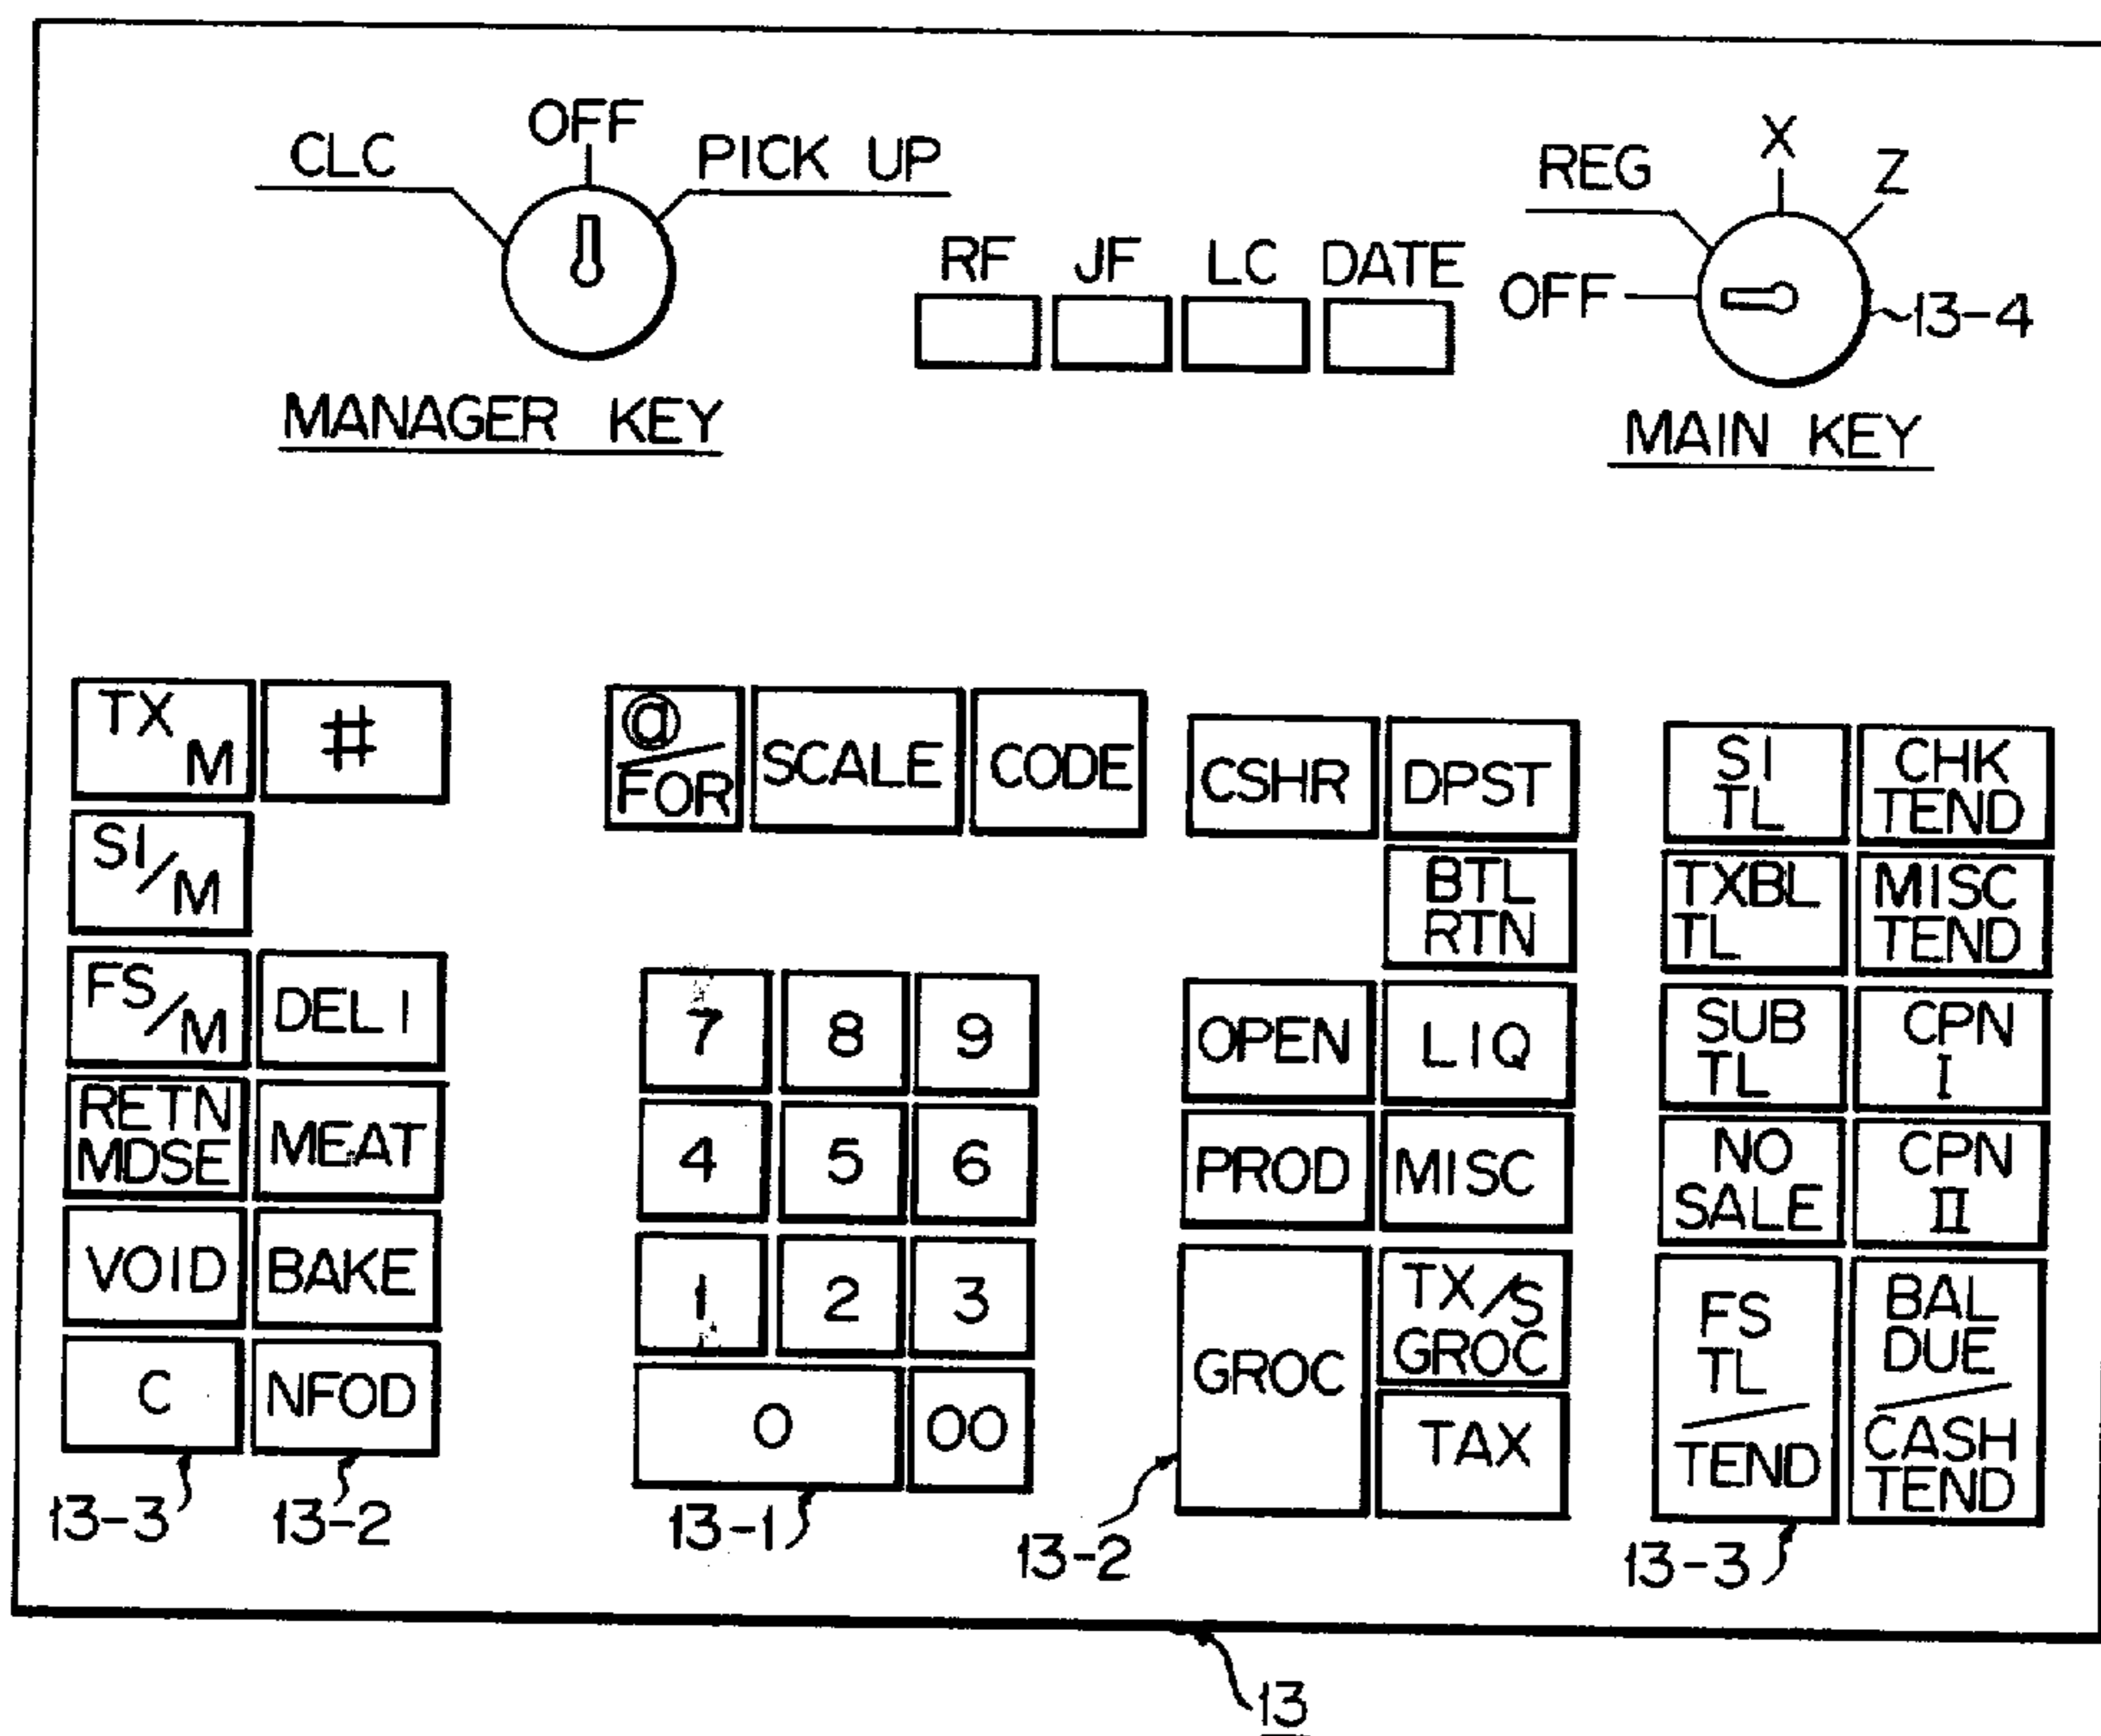 CLC
OFF
PICK UP
MANAGER KEY
RF JF LC DATE
REG
X
Z
OFF
13-4
MAIN KEY
TX M
#
SI/M
FS/M
DELI
RETN
MDSE
MEAT
VOID
BAKE
C
NFOD
13-3
13-2
@/
FOR
SCALE
CODE
7 8 9
4 5 6
1 2 3
0 00
13-1
CSHR
DPST
BTL
RTN
OPEN
LIQ
PROD
MISC
GROC
TX/S
GROC
TAX
13-2
SI
TL
CHK
TEND
TXBL
TL
MISC
TEND
SUB
TL
CPN
I
NO
SALE
CPN
II
FS
TL
/
TEND
BAL
DUE
/
CASH
TEND
13-3
13